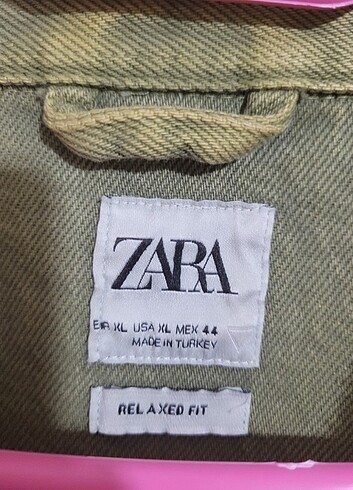 ZARA
EUR XL USA XL MEX 44
MADE IN TURKEY
RELAXED FIT